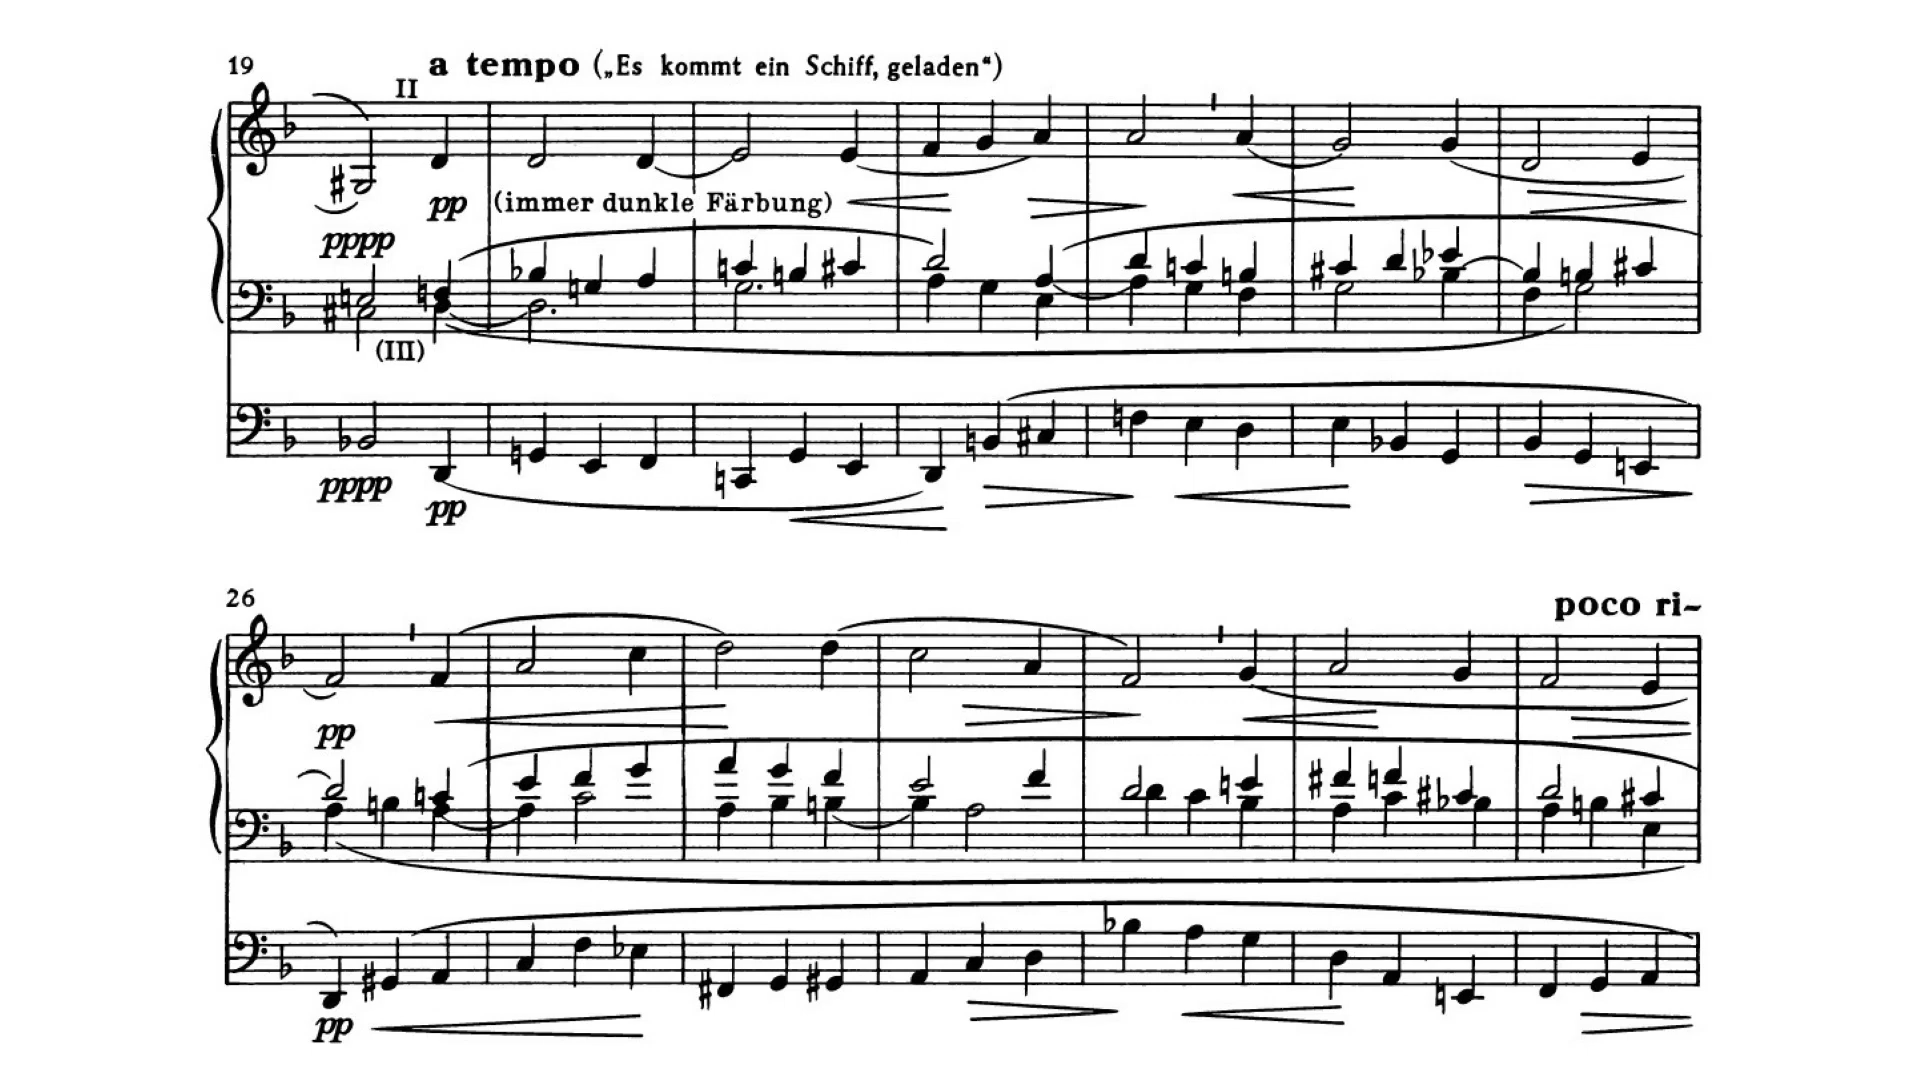 19 a tempo („Es kommt ein Schiff, geladen“)
II
pp (immer dunkle Färbung)
pppp
(III)
pppp
pp
26 poco ri-
pp
pp